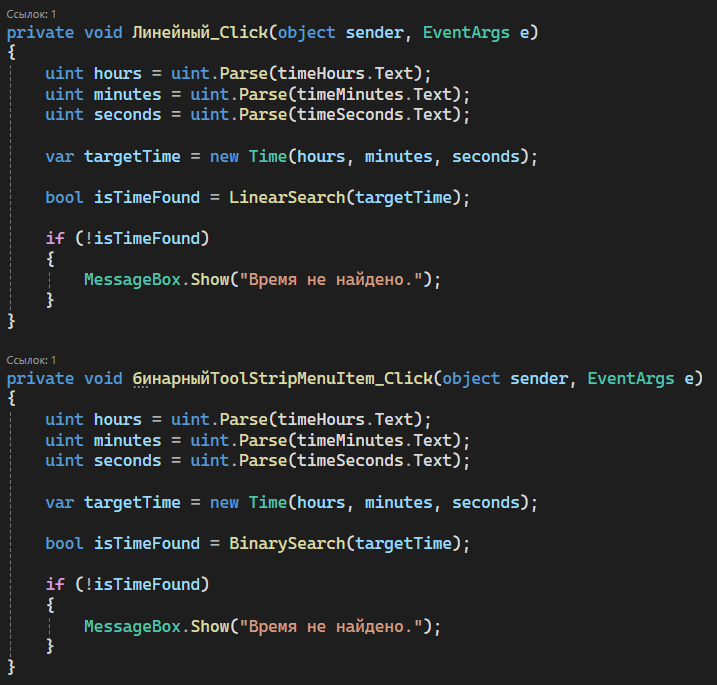 Ссылок: 1
private void Линейный_Click(object sender, EventArgs e)
{
    uint hours = uint.Parse(timeHours.Text);
    uint minutes = uint.Parse(timeMinutes.Text);
    uint seconds = uint.Parse(timeSeconds.Text);

    var targetTime = new Time(hours, minutes, seconds);

    bool isTimeFound = LinearSearch(targetTime);

    if (!isTimeFound)
    {
        MessageBox.Show("Время не найдено.");
    }
}

Ссылок: 1
private void бинарныйToolStripMenuItem_Click(object sender, EventArgs e)
{
    uint hours = uint.Parse(timeHours.Text);
    uint minutes = uint.Parse(timeMinutes.Text);
    uint seconds = uint.Parse(timeSeconds.Text);

    var targetTime = new Time(hours, minutes, seconds);

    bool isTimeFound = BinarySearch(targetTime);

    if (!isTimeFound)
    {
        MessageBox.Show("Время не найдено.");
    }
}